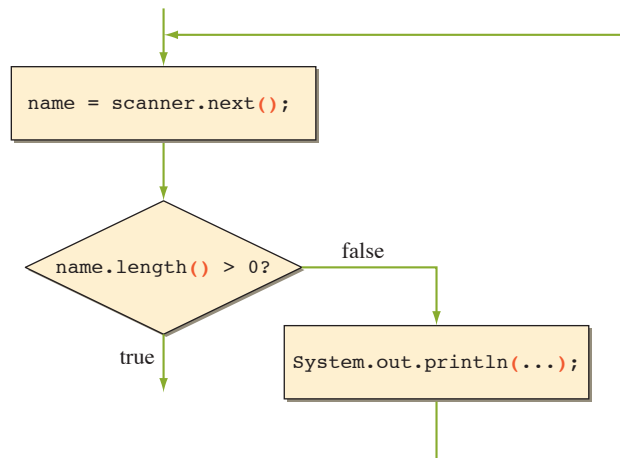 name = scanner.next();
name.length() > 0?
false
true
System.out.println(...);